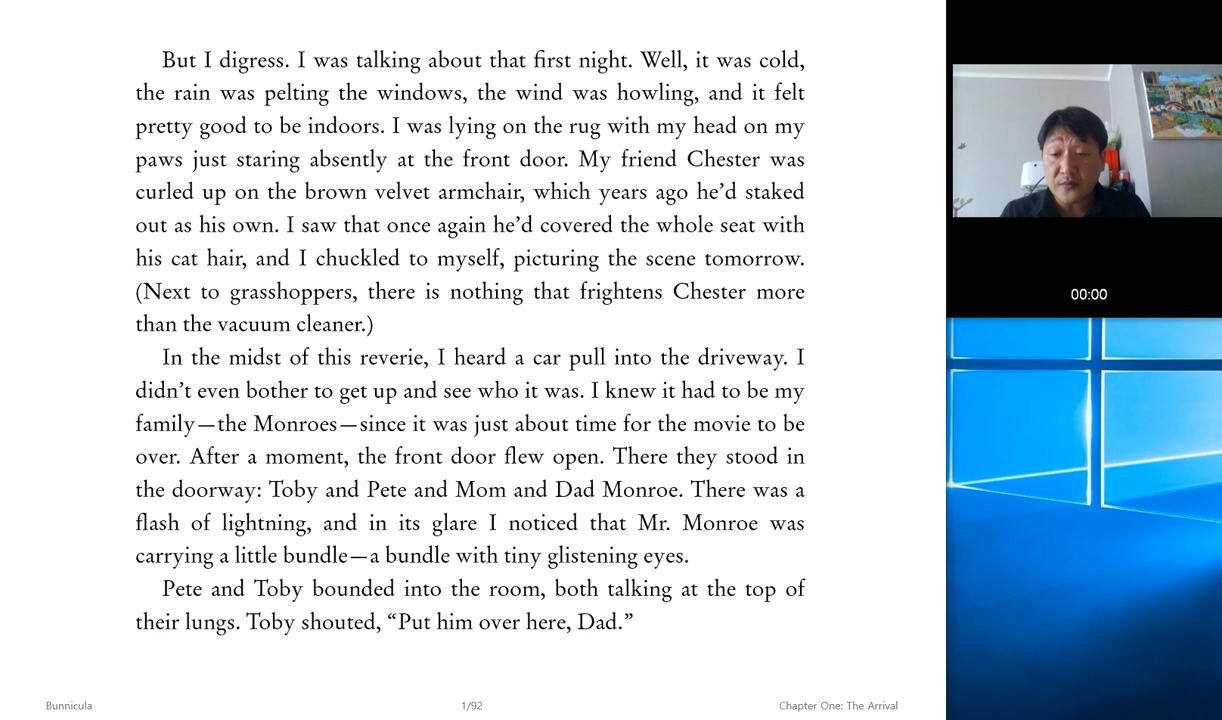 But I digress. I was talking about that first night. Well, it was cold,
the rain was pelting the windows, the wind was howling, and it felt
pretty good to be indoors. I was lying on the rug with my head on my
paws just staring absently at the front door. My friend Chester was
curled up on the brown velvet armchair, which years ago he’d staked
out as his own. I saw that once again he’d covered the whole seat with
his cat hair, and I chuckled to myself, picturing the scene tomorrow.
(Next to grasshoppers, there is nothing that frightens Chester more
than the vacuum cleaner.)
In the midst of this reverie, I heard a car pull into the driveway. I
didn’t even bother to get up and see who it was. I knew it had to be my
family—the Monroes—since it was just about time for the movie to be
over. After a moment, the front door flew open. There they stood in
the doorway: Toby and Pete and Mom and Dad Monroe. There was a
flash of lightning, and in its glare I noticed that Mr. Monroe was
carrying a little bundle—a bundle with tiny glistening eyes.
Pete and Toby bounded into the room, both talking at the top of
their lungs. Toby shouted, “Put him over here, Dad.”
Bunnicula
1/92
Chapter One: The Arrival
00:00